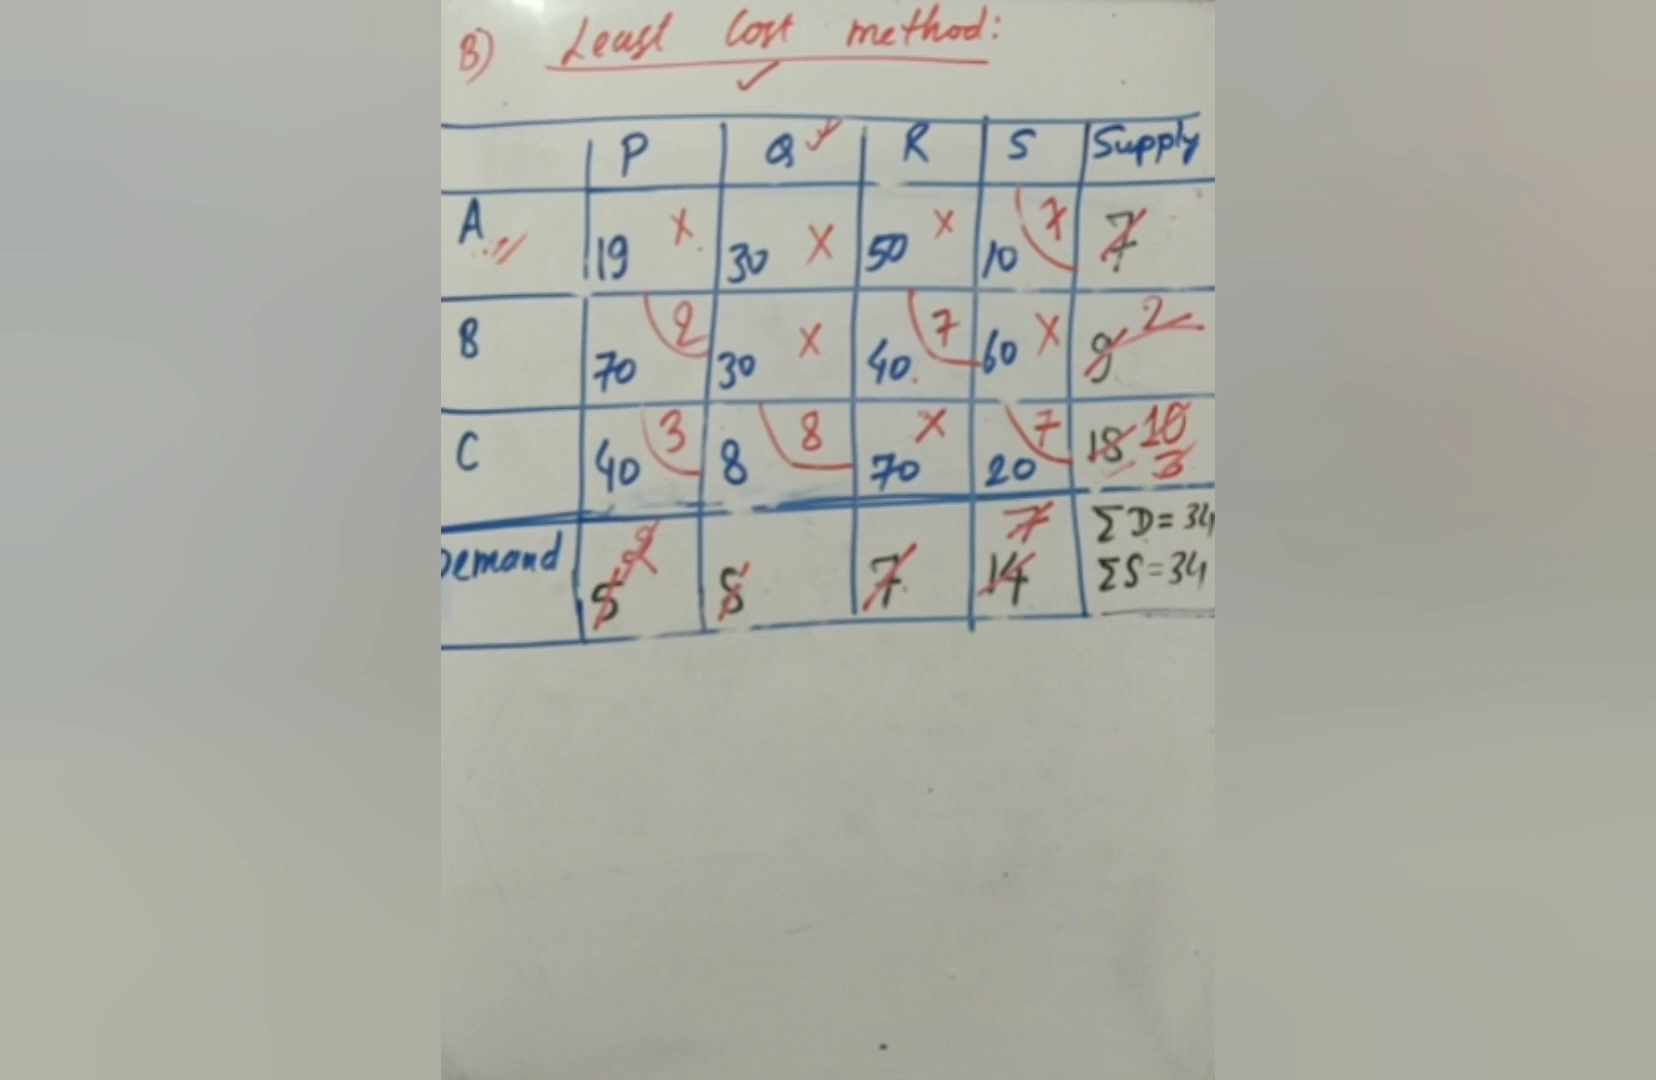 B) Least Cost method:
P Q R S Supply
A 19 x 30 x 50 x 10 7 7
B 70 2 30 x 40 7 60 x 9 2
C 40 3 8 8 70 x 20 7 18 10 3
Demand 5 2 8 7 14 7 ΣD = 34
ΣS = 34